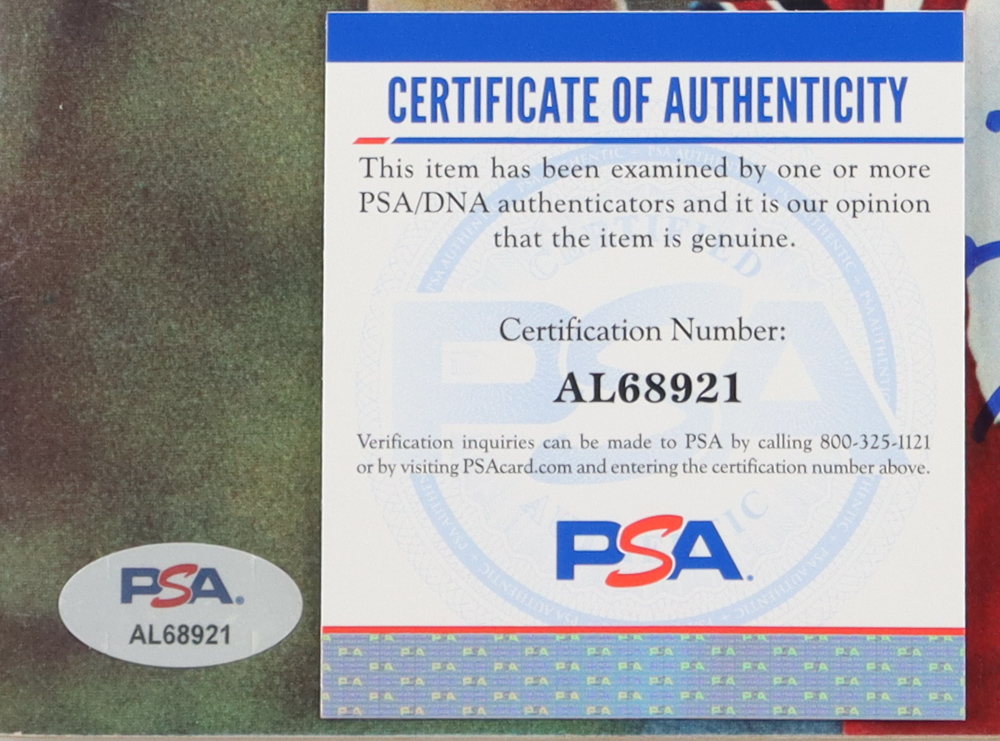 CERTIFICATE OF AUTHENTICITY
This item has been examined by one or more
PSA/DNA authenticators and it is our opinion
that the item is genuine.
CERTIFIED
Certification Number:
AL68921
Verification inquiries can be made to PSA by calling 800-325-1121
or by visiting PSAcard.com and entering the certification number above.
PSA
PSA
AL68921